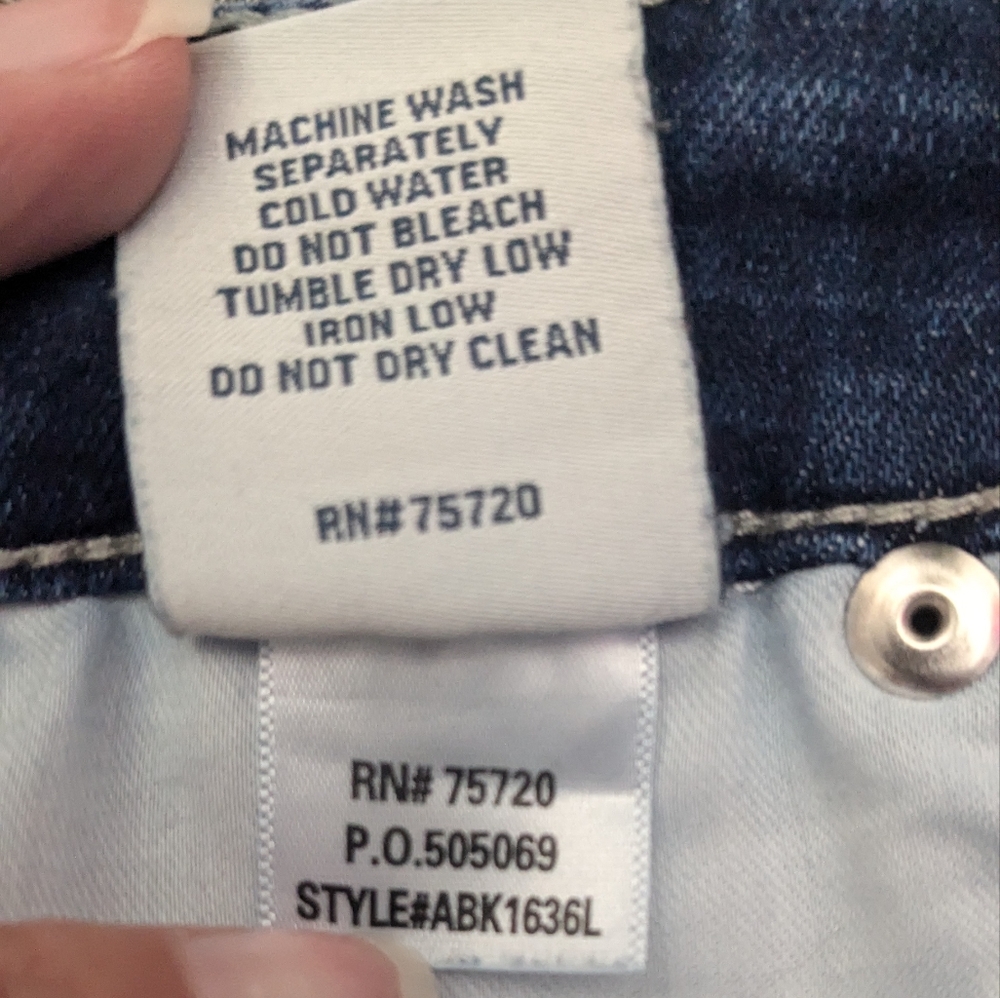 MACHINE WASH
SEPARATELY
COLD WATER
DO NOT BLEACH
TUMBLE DRY LOW
IRON LOW
DO NOT DRY CLEAN
RN#75720
RN# 75720
P.O.505069
STYLE#ABK1636L